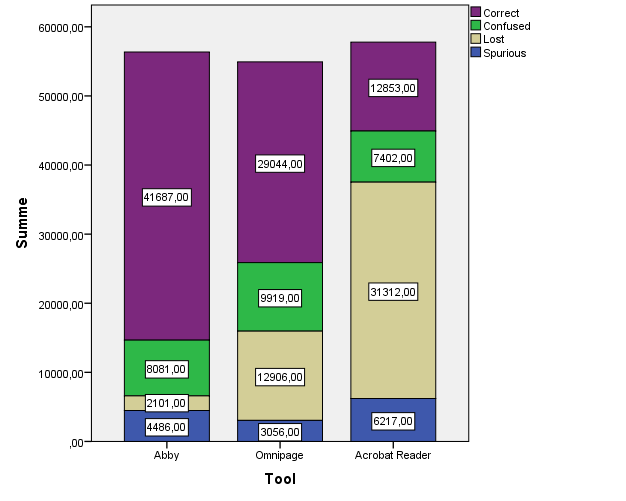 Correct
Confused
Lost
Spurious
60000,00
50000,00
40000,00
30000,00
20000,00
10000,00
,00
Summe
41687,00
8081,00
2101,00
4486,00
29044,00
9919,00
12906,00
3056,00
12853,00
7402,00
31312,00
6217,00
Abby
Omnipage
Acrobat Reader
Tool